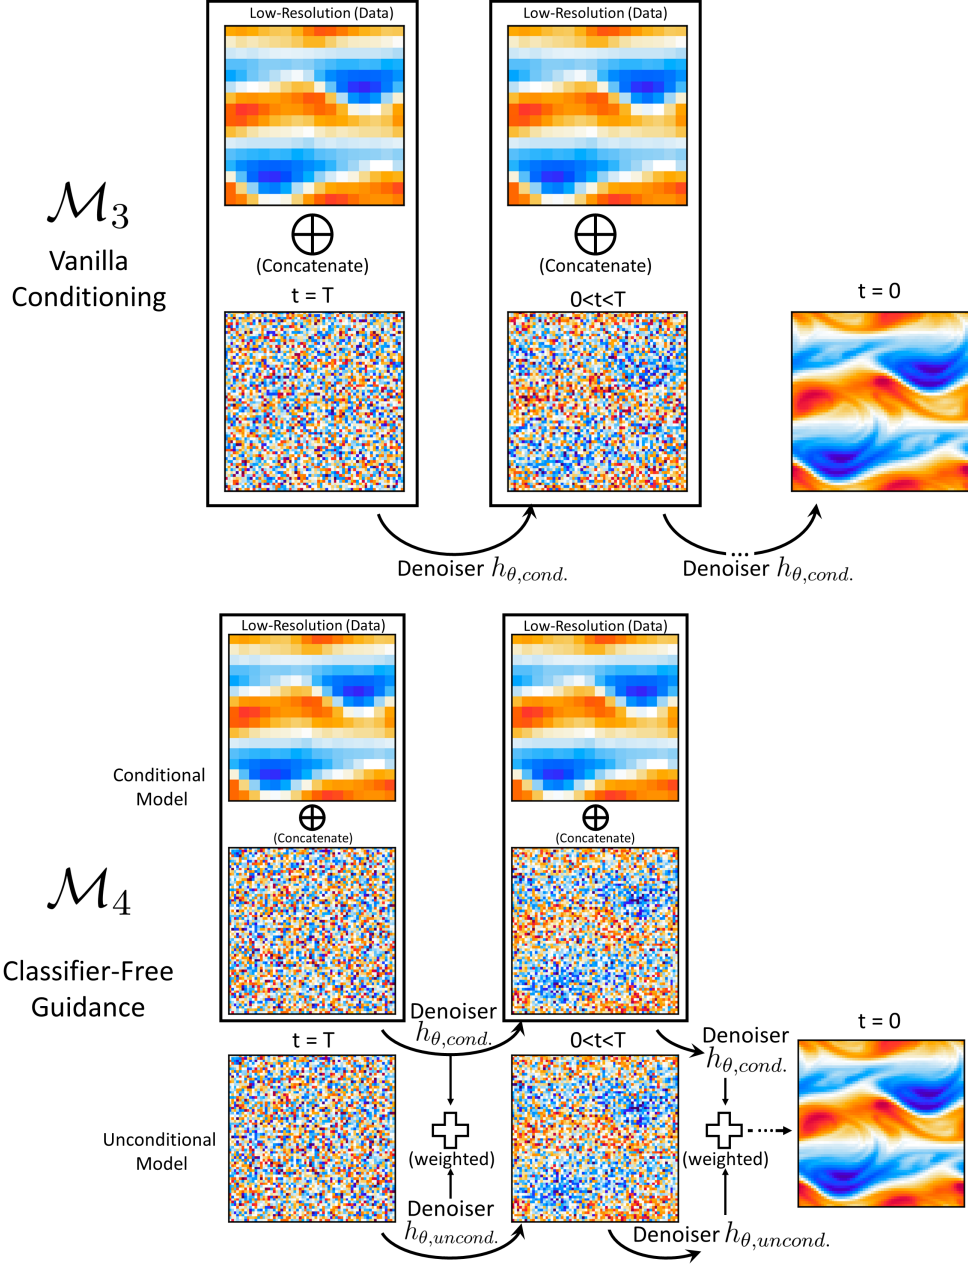 Low-Resolution (Data)
Low-Resolution (Data)
ℳ₃
Vanilla
Conditioning
(Concatenate)
(Concatenate)
t = T
0<t<T
t = 0
Denoiser h_{θ,cond.}
...
Denoiser h_{θ,cond.}
Low-Resolution (Data)
Low-Resolution (Data)
Conditional
Model
(Concatenate)
(Concatenate)
ℳ₄
Classifier-Free
Guidance
Denoiser
h_{θ,cond.}
t = T
0<t<T
Denoiser
h_{θ,cond.}
t = 0
Unconditional
Model
(weighted)
(weighted)
Denoiser
h_{θ,uncond.}
Denoiser h_{θ,uncond.}